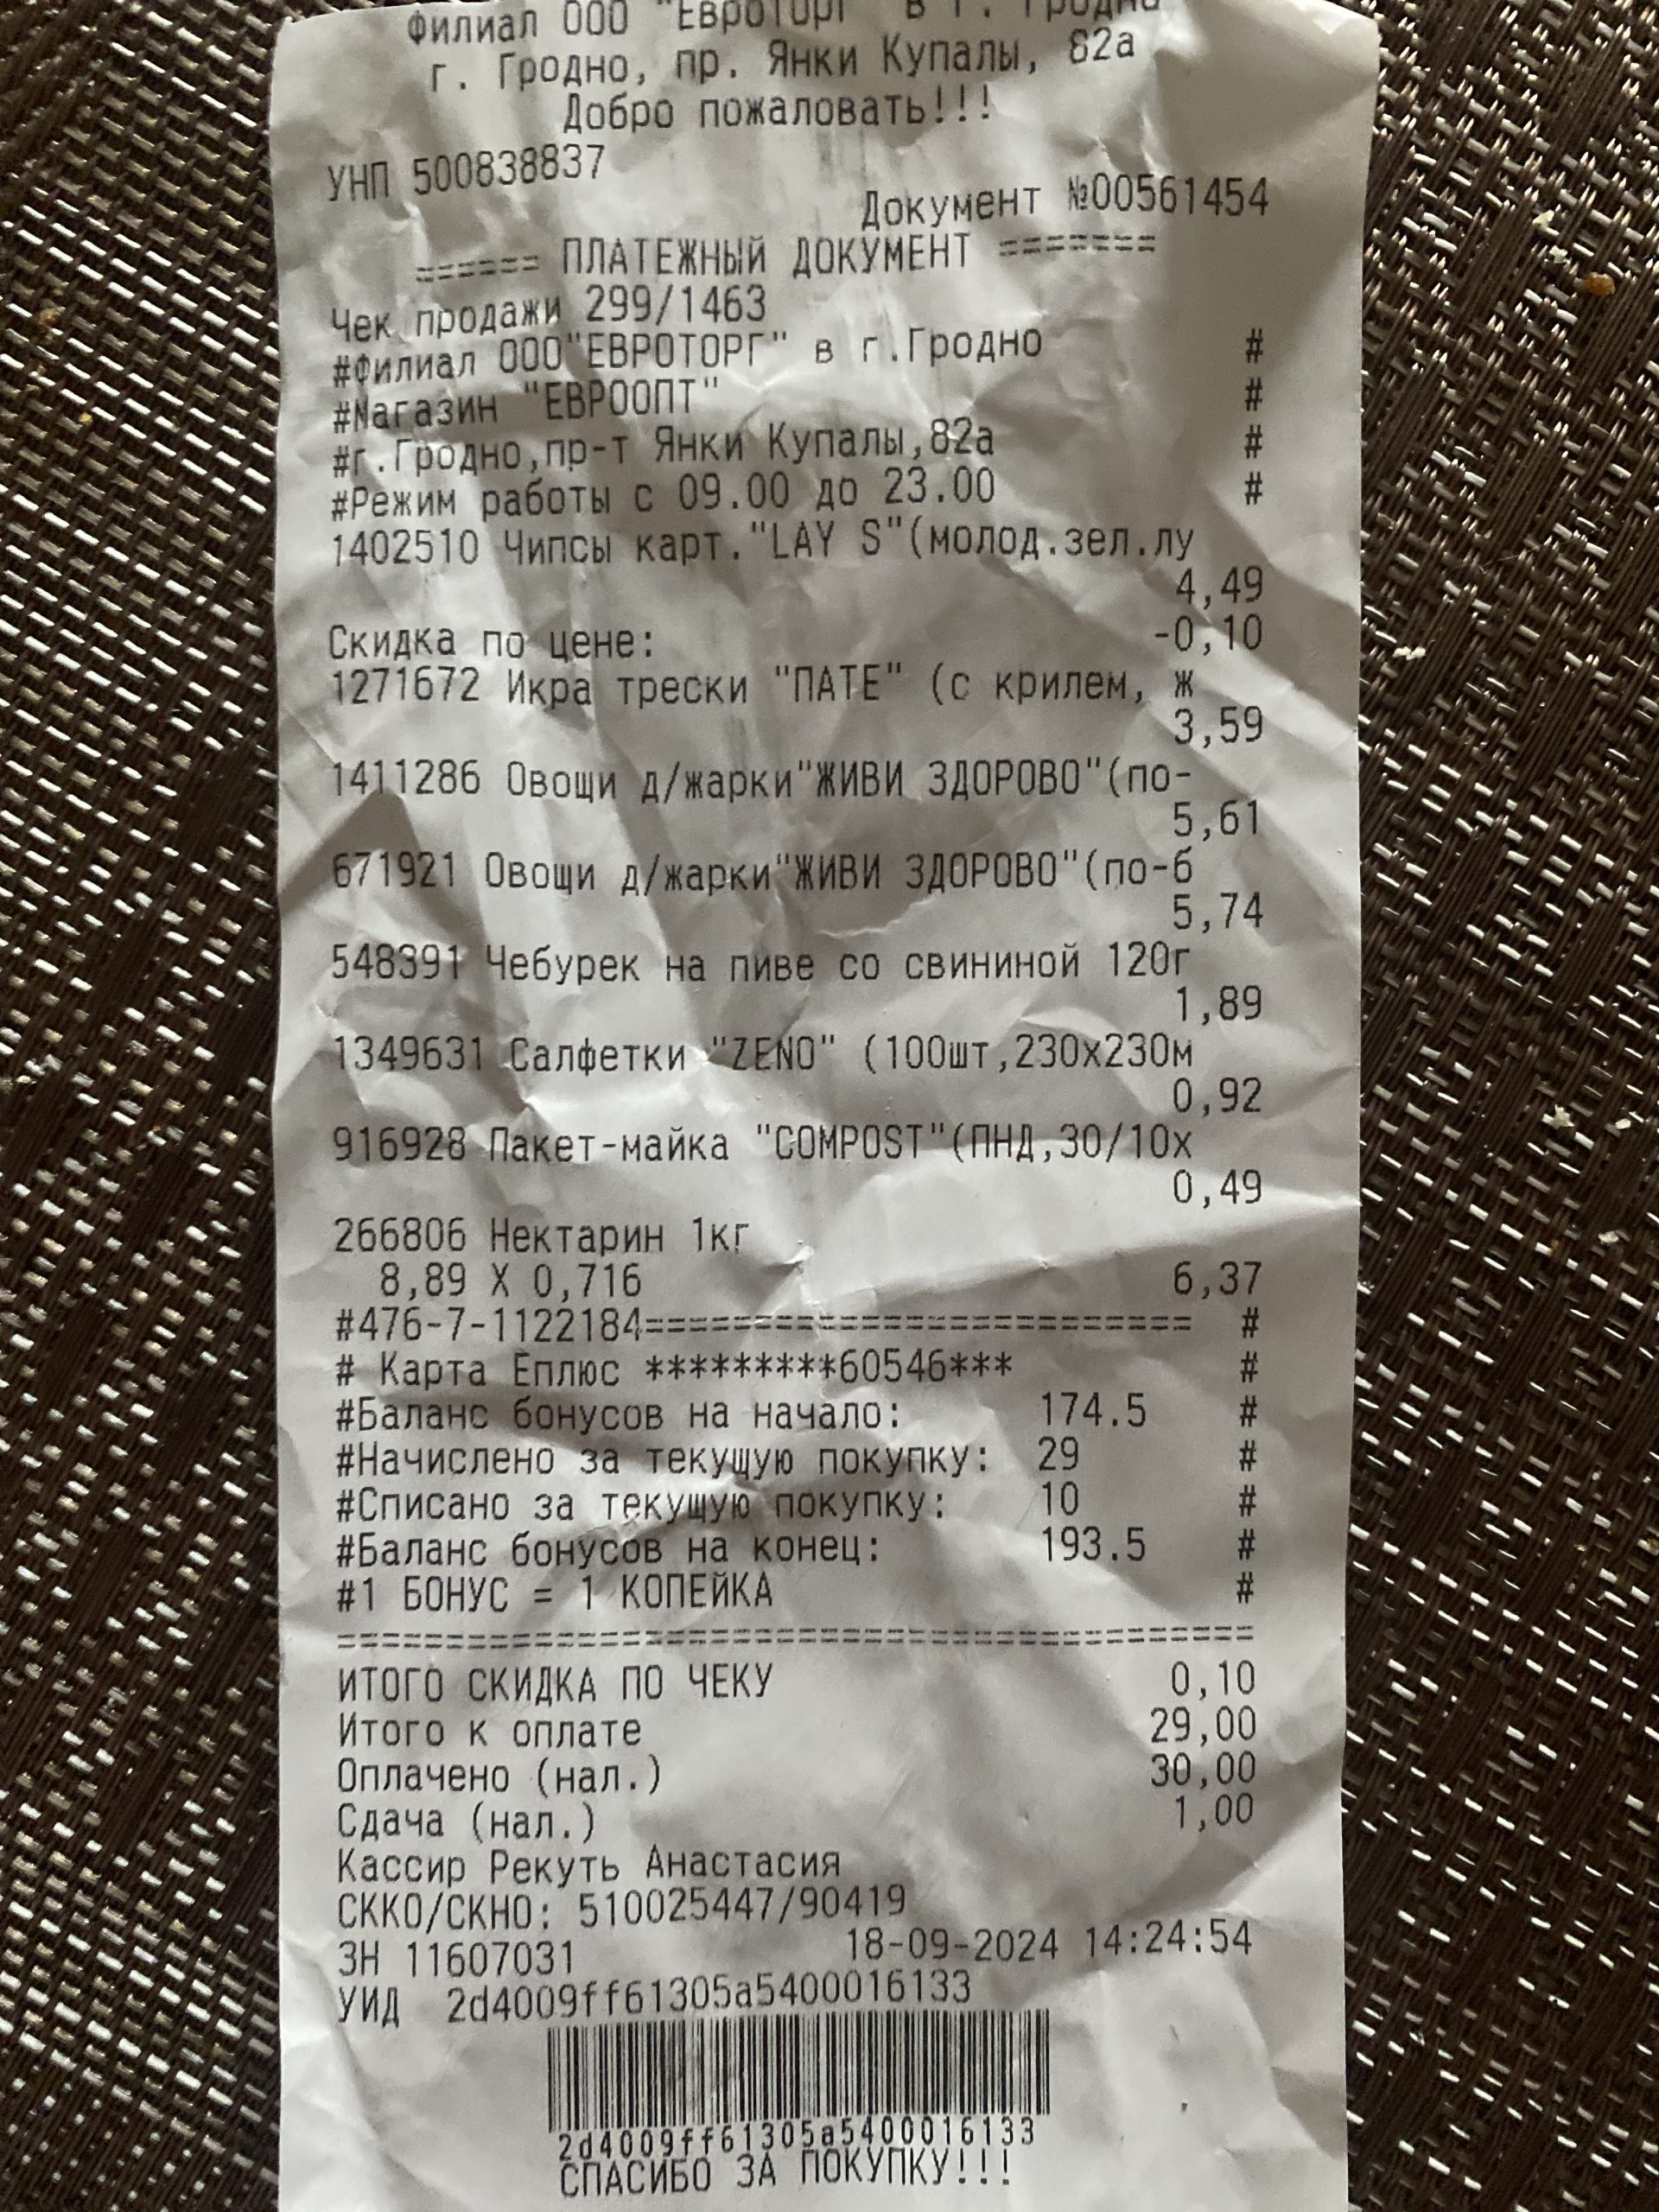 Филиал ООО "Евроторг" в г. Гродно
г. Гродно, пр. Янки Купалы, 82а
Добро пожаловать!!!
УНП 500838837
Документ №00561454
====== ПЛАТЕЖНЫЙ ДОКУМЕНТ =======
Чек продажи 299/1463
#Филиал ООО"ЕВРОТОРГ" в г.Гродно #
#Магазин "ЕВРООПТ" #
#г.Гродно,пр-т Янки Купалы,82а #
#Режим работы с 09.00 до 23.00 #
1402510 Чипсы карт."LAY S"(молод.зел.лу
4,49
Скидка по цене: -0,10
1271672 Икра трески "ПАТЕ" (с крилем, ж
3,59
1411286 Овощи д/жарки"ЖИВИ ЗДОРОВО"(по-
5,61
671921 Овощи д/жарки"ЖИВИ ЗДОРОВО"(по-б
5,74
548391 Чебурек на пиве со свининой 120г
1,89
1349631 Салфетки "ZENO" (100шт,230х230м
0,92
916928 Пакет-майка "COMPOST"(ПНД,30/10х
0,49
266806 Нектарин 1кг
8,89 X 0,716 6,37
#476-7-1122184========================= #
# Карта Еплюс *********60546*** #
#Баланс бонусов на начало: 174.5 #
#Начислено за текущую покупку: 29 #
#Списано за текущую покупку: 10 #
#Баланс бонусов на конец: 193.5 #
#1 БОНУС = 1 КОПЕЙКА #
==========================================
ИТОГО СКИДКА ПО ЧЕКУ 0,10
Итого к оплате 29,00
Оплачено (нал.) 30,00
Сдача (нал.) 1,00
Кассир Рекуть Анастасия
СККО/СКНО: 510025447/90419
ЗН 11607031 18-09-2024 14:24:54
УИД 2d4009ff61305a5400016133
2d4009ff61305a5400016133
СПАСИБО ЗА ПОКУПКУ!!!